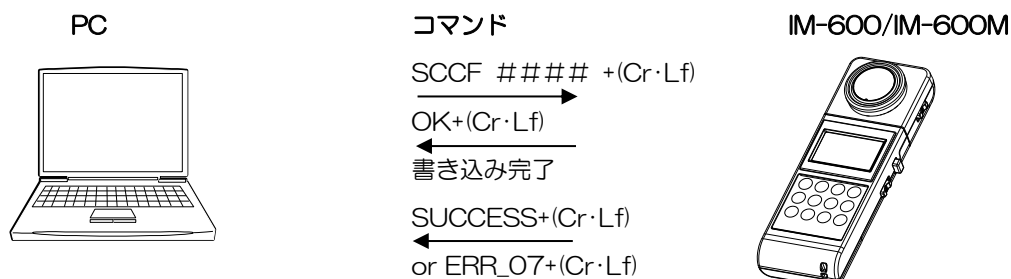 PC
コマンド
IM-600/IM-600M
SCCF #### +(Cr･Lf)
OK+(Cr･Lf)
書き込み完了
SUCCESS+(Cr･Lf)
or ERR_07+(Cr･Lf)